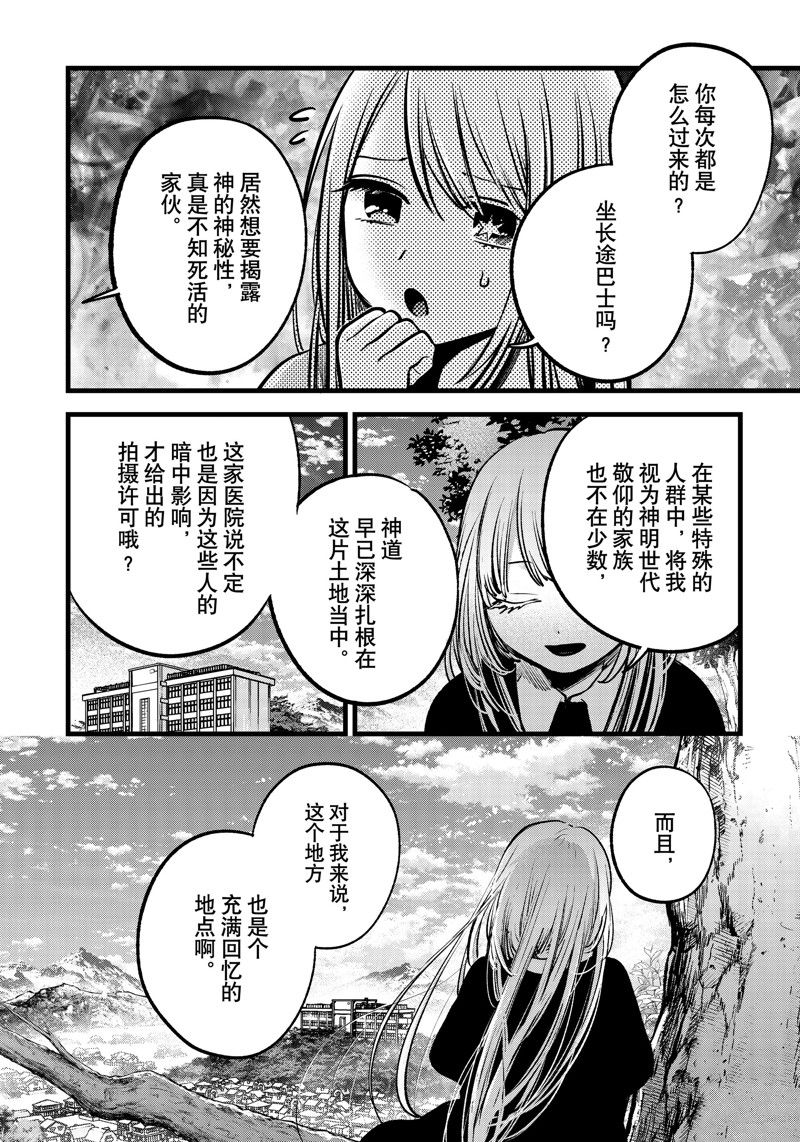 你每次都是
怎么过来的？
坐长途巴士吗？
居然想要揭露
神的神秘性，
真是不知死活的
家伙。
在某些特殊的
人群中，将我
视为神明世代
敬仰的家族
也不在少数，
神道
早已深深扎根在
这片土地当中。
这家医院说不定
也是因为这些人的
暗中影响，
才给出的
拍摄许可哦？
而且，
对于我来说，
这个地方
也是个
充满回忆的
地点啊。